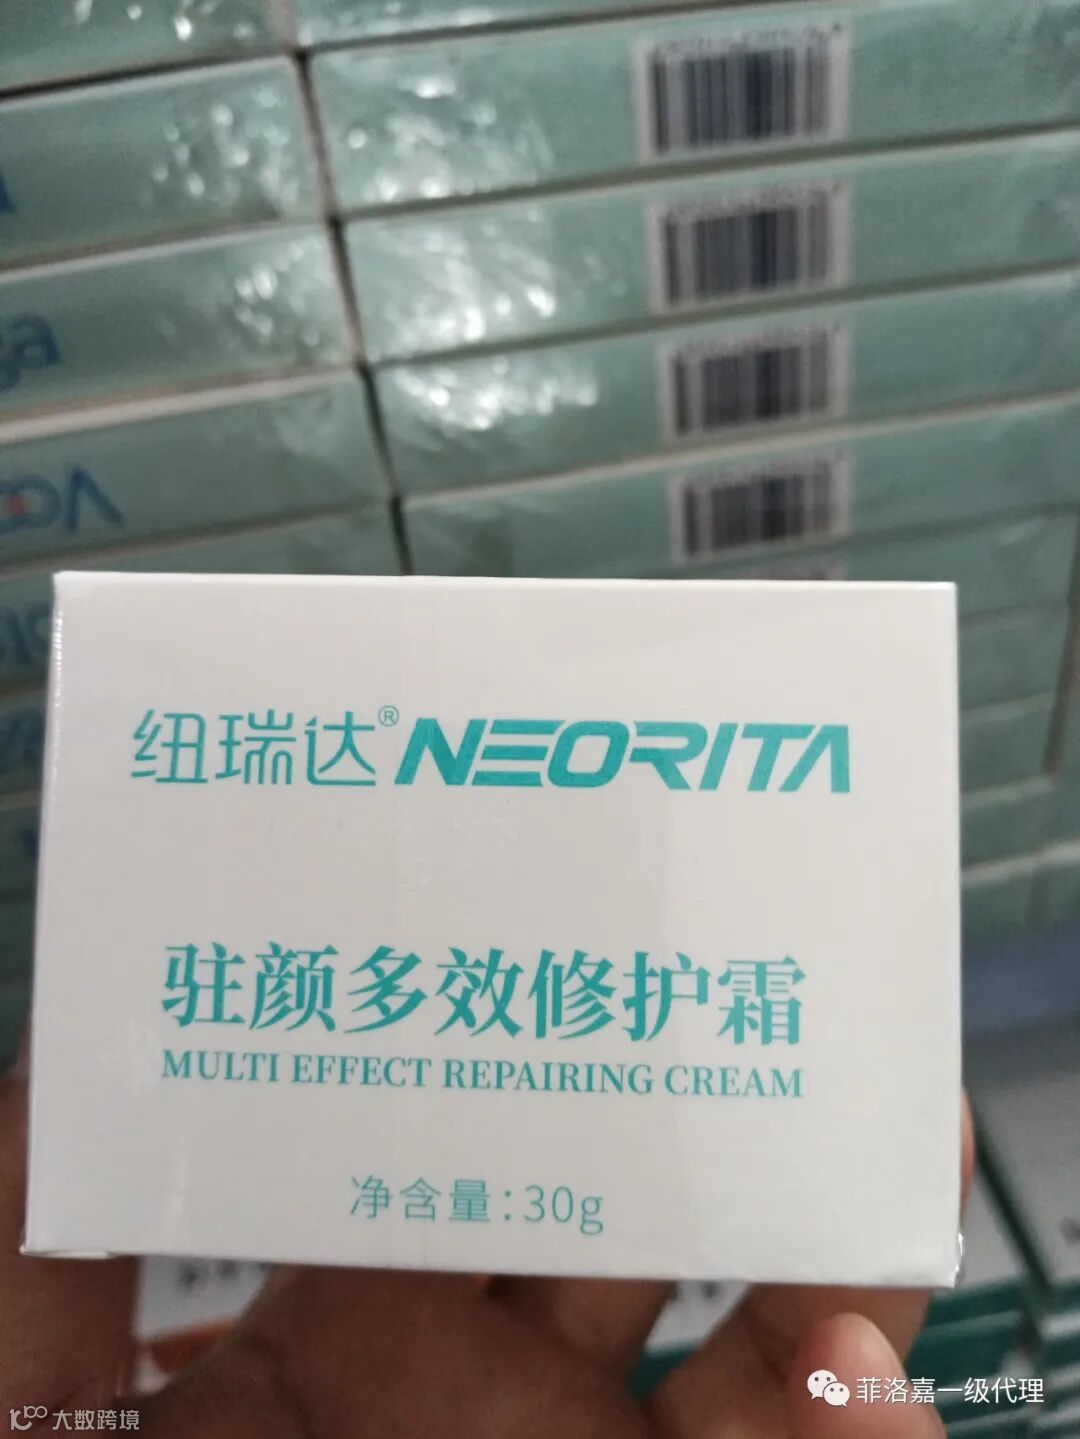 纽瑞达® NEORITA
驻颜多效修护霜
MULTI EFFECT REPAIRING CREAM
净含量:30g
菲洛嘉一级代理
大数跨境